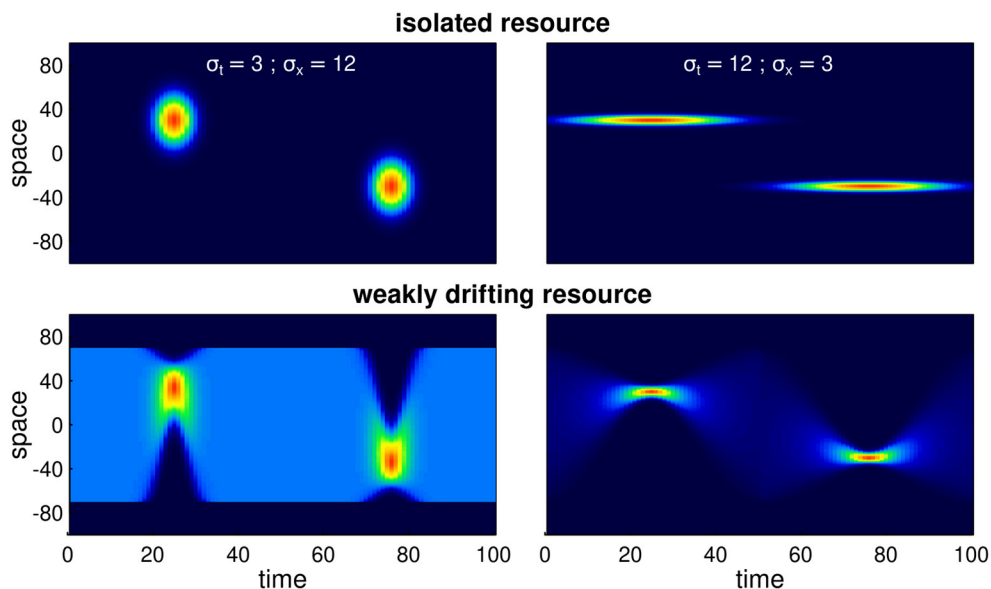 isolated resource
σt = 3 ; σx = 12
σt = 12 ; σx = 3
80
40
0
-40
-80
space
weakly drifting resource
80
40
0
-40
-80
space
0 20 40 60 80 100
0 20 40 60 80 100
time
time